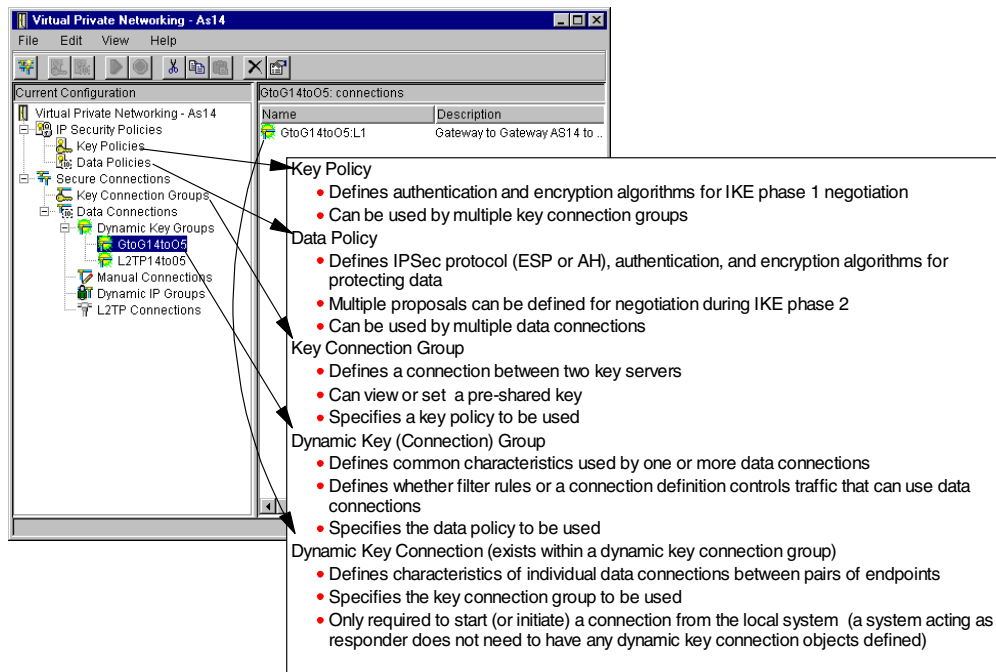 Virtual Private Networking - As14
File Edit View Help
Current Configuration
GtoG14toO5: connections
Virtual Private Networking - As14
IP Security Policies
Key Policies
Data Policies
Secure Connections
Key Connection Groups
Data Connections
Dynamic Key Groups
GtoG14toO5
L2TP14to05
Manual Connections
Dynamic IP Groups
L2TP Connections
Name Description
GtoG14toO5:L1 Gateway to Gateway AS14 to ..
Key Policy
• Defines authentication and encryption algorithms for IKE phase 1 negotiation
• Can be used by multiple key connection groups
Data Policy
• Defines IPSec protocol (ESP or AH), authentication, and encryption algorithms for
protecting data
• Multiple proposals can be defined for negotiation during IKE phase 2
• Can be used by multiple data connections
Key Connection Group
• Defines a connection between two key servers
• Can view or set a pre-shared key
• Specifies a key policy to be used
Dynamic Key (Connection) Group
• Defines common characteristics used by one or more data connections
• Defines whether filter rules or a connection definition controls traffic that can use data
connections
• Specifies the data policy to be used
Dynamic Key Connection (exists within a dynamic key connection group)
• Defines characteristics of individual data connections between pairs of endpoints
• Specifies the key connection group to be used
• Only required to start (or initiate) a connection from the local system (a system acting as
responder does not need to have any dynamic key connection objects defined)